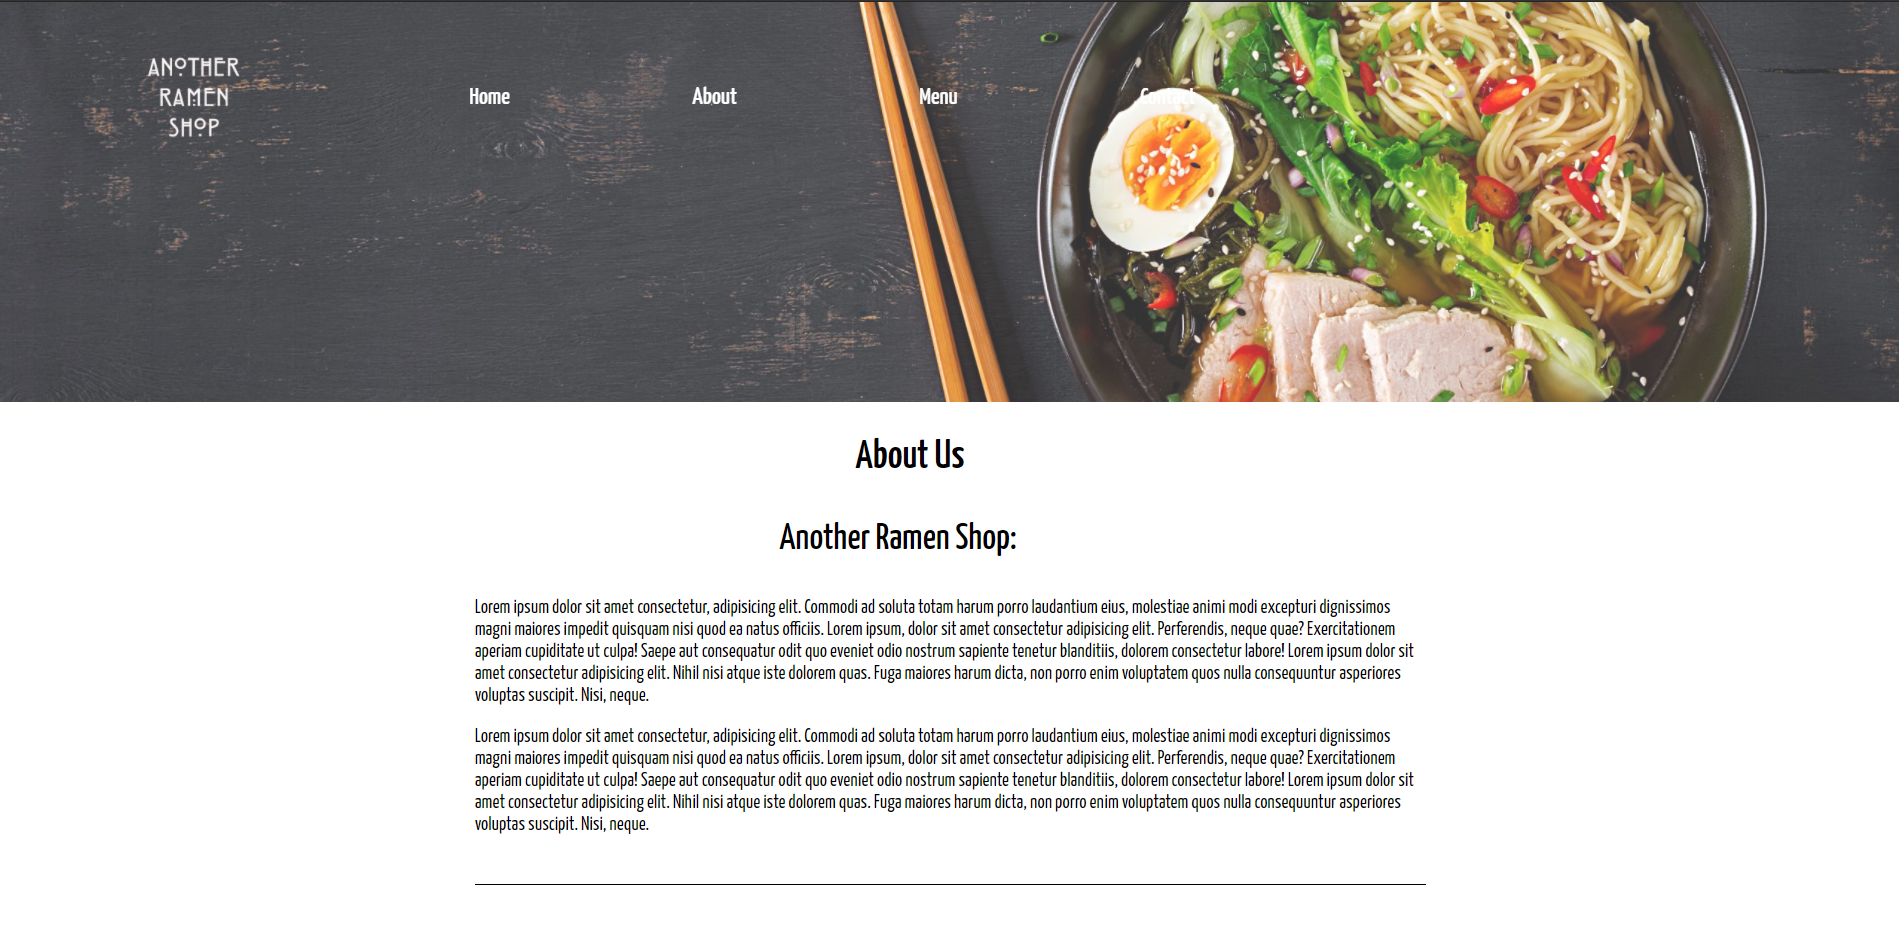 ANOTHER
RAMEN
SHOP
Home About Menu Contact
About Us
Another Ramen Shop:
Lorem ipsum dolor sit amet consectetur, adipisicing elit. Commodi ad soluta totam harum porro laudantium eius, molestiae animi modi excepturi dignissimos
magni maiores impedit quisquam nisi quod ea natus officiis. Lorem ipsum, dolor sit amet consectetur adipisicing elit. Perferendis, neque quae? Exercitationem
aperiam cupiditate ut culpa! Saepe aut consequatur odit quo eveniet odio nostrum sapiente tenetur blanditiis, dolorem consectetur labore! Lorem ipsum dolor sit
amet consectetur adipisicing elit. Nihil nisi atque iste dolorem quas. Fuga maiores harum dicta, non porro enim voluptatem quos nulla consequuntur asperiores
voluptas suscipit. Nisi, neque.
Lorem ipsum dolor sit amet consectetur, adipisicing elit. Commodi ad soluta totam harum porro laudantium eius, molestiae animi modi excepturi dignissimos
magni maiores impedit quisquam nisi quod ea natus officiis. Lorem ipsum, dolor sit amet consectetur adipisicing elit. Perferendis, neque quae? Exercitationem
aperiam cupiditate ut culpa! Saepe aut consequatur odit quo eveniet odio nostrum sapiente tenetur blanditiis, dolorem consectetur labore! Lorem ipsum dolor sit
amet consectetur adipisicing elit. Nihil nisi atque iste dolorem quas. Fuga maiores harum dicta, non porro enim voluptatem quos nulla consequuntur asperiores
voluptas suscipit. Nisi, neque.